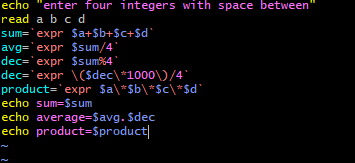 echo "enter four integers with space between"
read a b c d
sum=`expr $a+$b+$c+$d`
avg=`expr $sum/4`
dec=`expr $sum%4`
dec=`expr \($dec\*1000\)/4`
product=`expr $a\*$b\*$c\*$d`
echo sum=$sum
echo average=$avg.$dec
echo product=$product
~
~